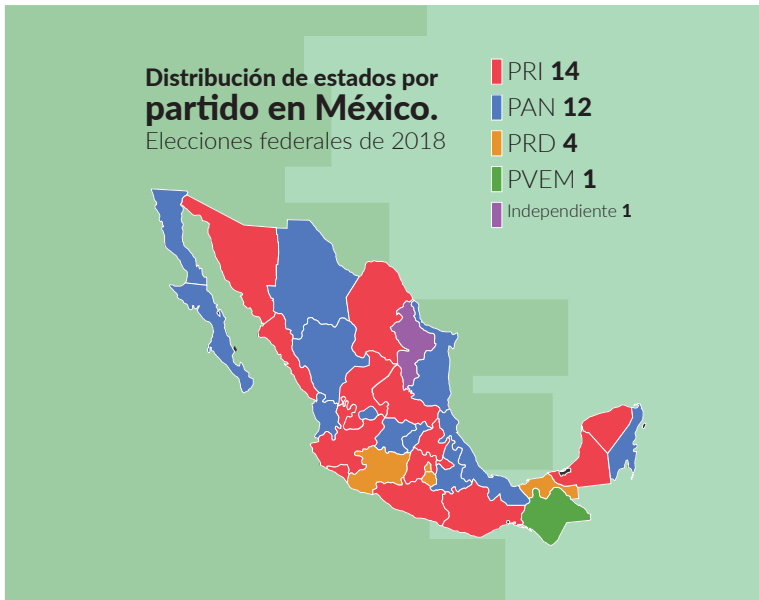 Distribución de estados por
partido en México.
Elecciones federales de 2018
PRI 14
PAN 12
PRD 4
PVEM 1
Independiente 1